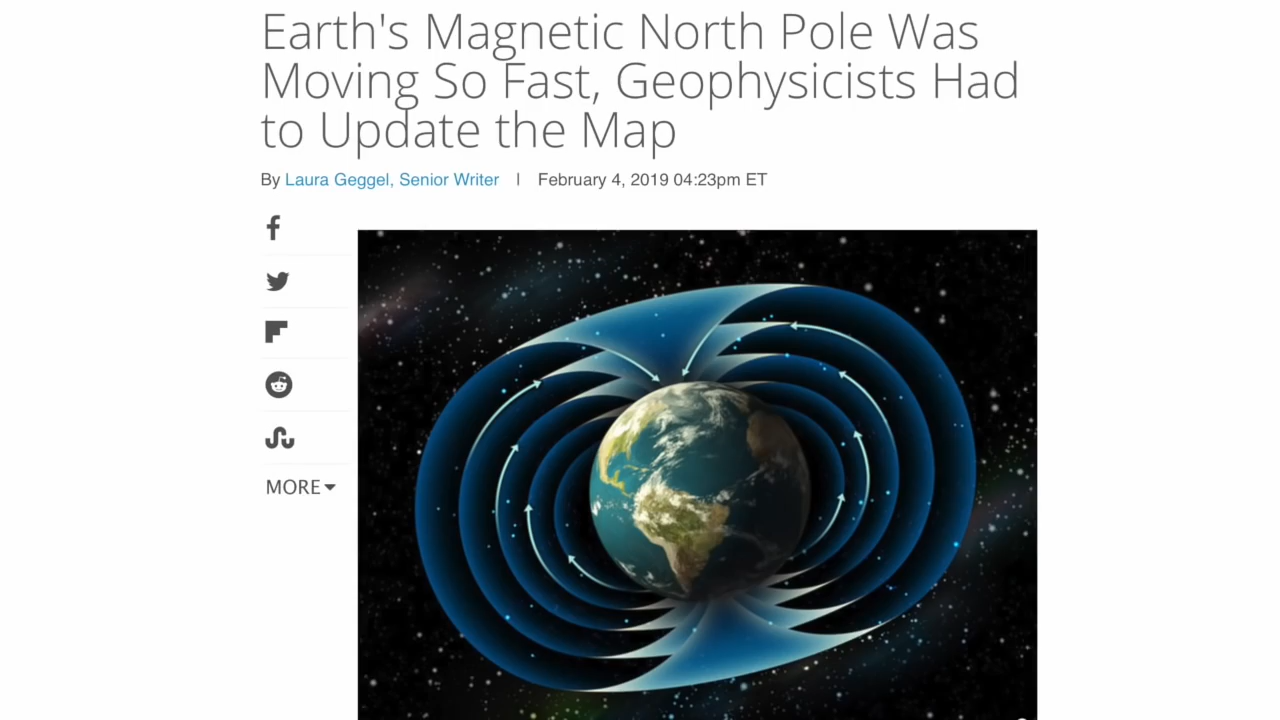 Earth's Magnetic North Pole Was
Moving So Fast, Geophysicists Had
to Update the Map
By Laura Geggel, Senior Writer | February 4, 2019 04:23pm ET
MORE